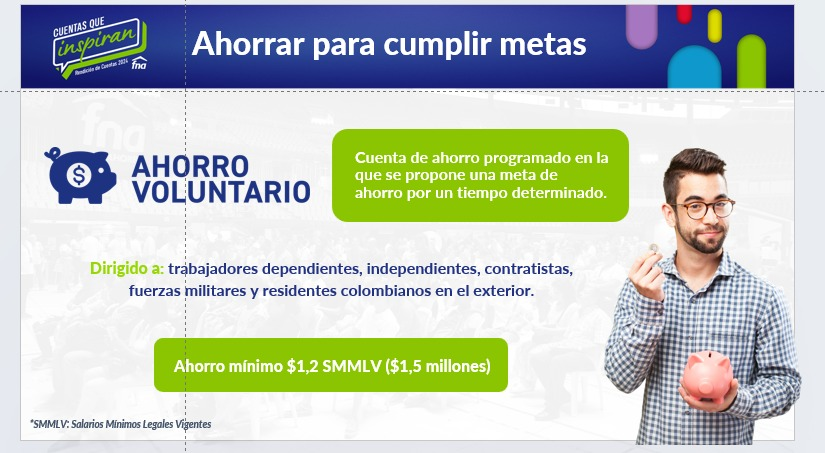 CUENTAS QUE
inspiran
Rendición de Cuentas 2024
fna
Ahorrar para cumplir metas
fna
AHORRO
VOLUNTARIO
Cuenta de ahorro programado en la
que se propone una meta de
ahorro por un tiempo determinado.
Dirigido a: trabajadores dependientes, independientes, contratistas,
fuerzas militares y residentes colombianos en el exterior.
Ahorro mínimo $1,2 SMMLV ($1,5 millones)
*SMMLV: Salarios Mínimos Legales Vigentes